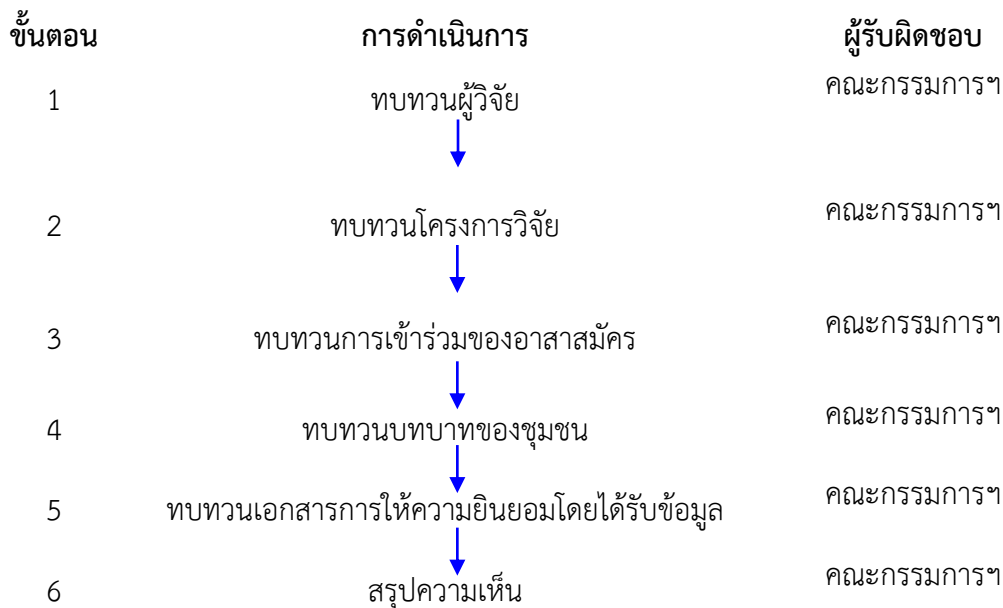 ขั้นตอน การดำเนินการ ผู้รับผิดชอบ
1 ทบทวนผู้วิจัย คณะกรรมการฯ
2 ทบทวนโครงการวิจัย คณะกรรมการฯ
3 ทบทวนการเข้าร่วมของอาสาสมัคร คณะกรรมการฯ
4 ทบทวนบทบาทของชุมชน คณะกรรมการฯ
5 ทบทวนเอกสารการให้ความยินยอมโดยได้รับข้อมูล คณะกรรมการฯ
6 สรุปความเห็น คณะกรรมการฯ